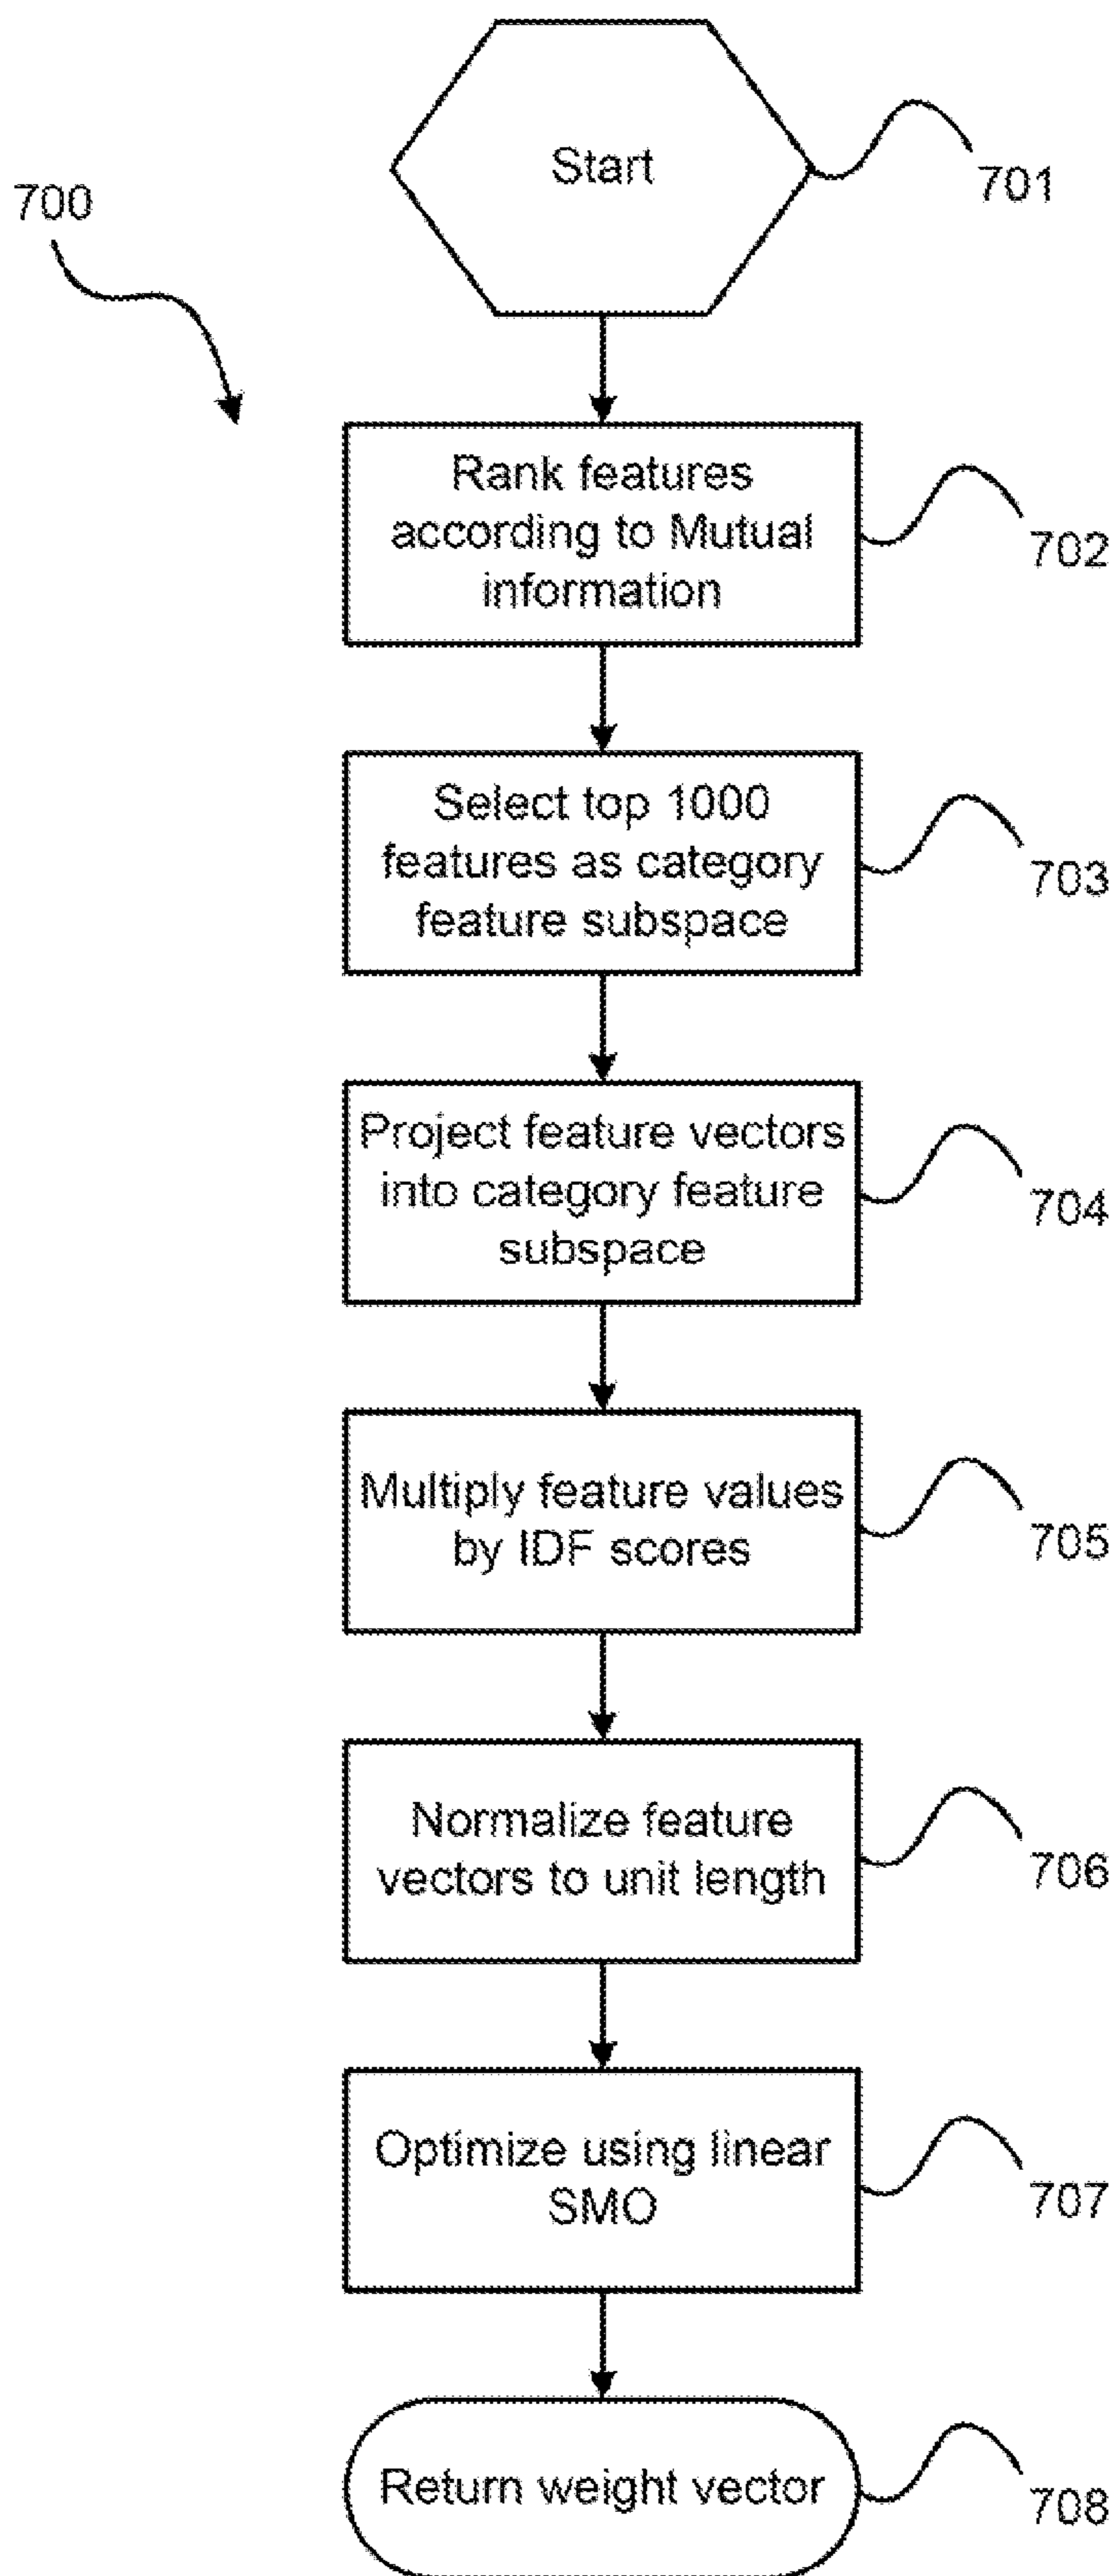 Start
701
700
Rank features
according to Mutual
information
702
Select top 1000
features as category
feature subspace
703
Project feature vectors
into category feature
subspace
704
Multiply feature values
by IDF scores
705
Normalize feature
vectors to unit length
706
Optimize using linear
SMO
707
Return weight vector
708